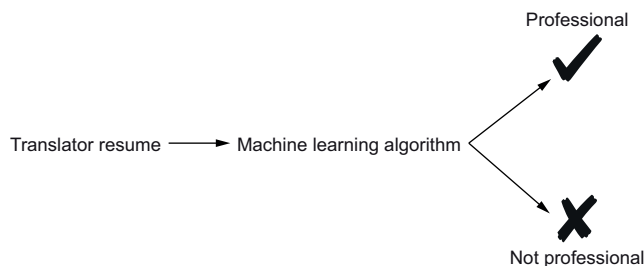 Professional
Translator resume
Machine learning algorithm
Not professional